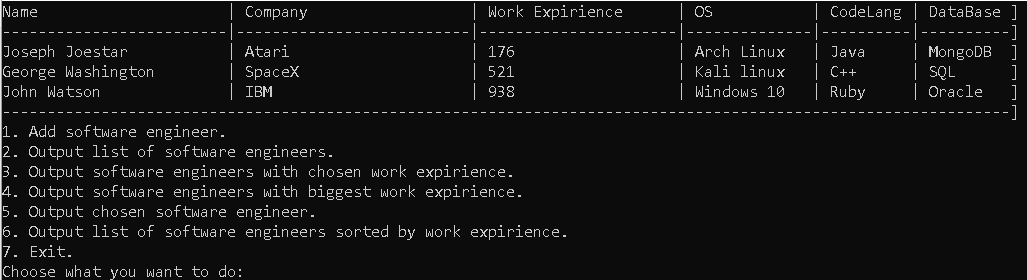 Name | Company | Work Expirience | OS | CodeLang | DataBase ]
-------------------------|--------------------------|----------------------|--------------|----------|----------]
Joseph Joestar | Atari | 176 | Arch Linux | Java | MongoDB ]
George Washington | SpaceX | 521 | Kali linux | C++ | SQL ]
John Watson | IBM | 938 | Windows 10 | Ruby | Oracle ]
----------------------------------------------------------------------------------------------------------------]
1. Add software engineer.
2. Output list of software engineers.
3. Output software engineers with chosen work expirience.
4. Output software engineers with biggest work expirience.
5. Output chosen software engineer.
6. Output list of software engineers sorted by work expirience.
7. Exit.
Choose what you want to do: